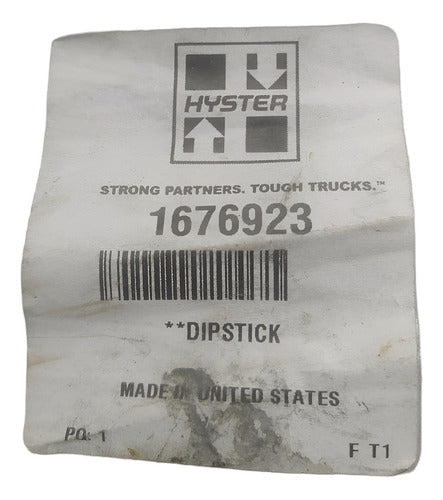 HYSTER
STRONG PARTNERS. TOUGH TRUCKS.™
1676923
**DIPSTICK
MADE IN UNITED STATES
PQ: 1
F T1